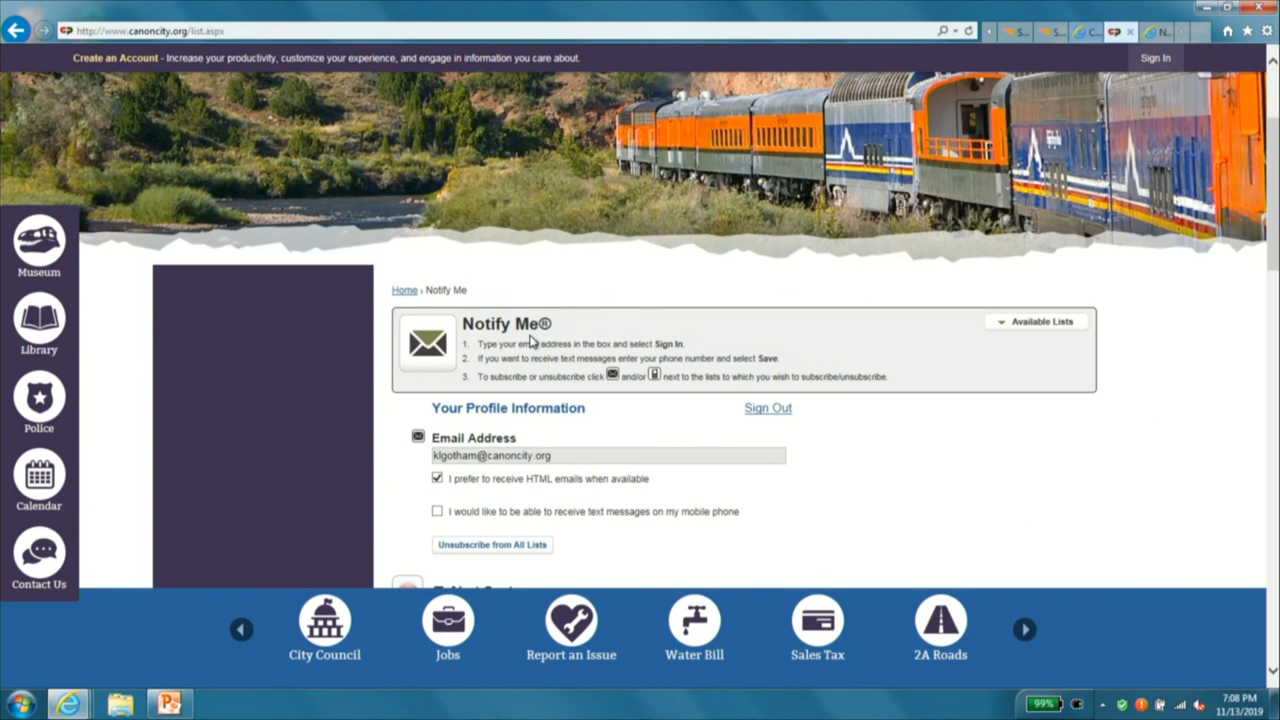 http://www.canoncity.org/list.aspx
S...
S...
C...
CP
N...
Create an Account - Increase your productivity, customize your experience, and engage in information you care about.
Sign In
Museum
Library
Police
Calendar
Contact Us
Home › Notify Me
Notify Me®
Available Lists
1. Type your email address in the box and select Sign In.
2. If you want to receive text messages enter your phone number and select Save.
3. To subscribe or unsubscribe click and/or next to the lists to which you wish to subscribe/unsubscribe.
Your Profile Information
Sign Out
Email Address
klgotham@canoncity.org
I prefer to receive HTML emails when available
I would like to be able to receive text messages on my mobile phone
Unsubscribe from All Lists
City Council
Jobs
Report an Issue
Water Bill
Sales Tax
2A Roads
99%
7:08 PM
11/13/2019